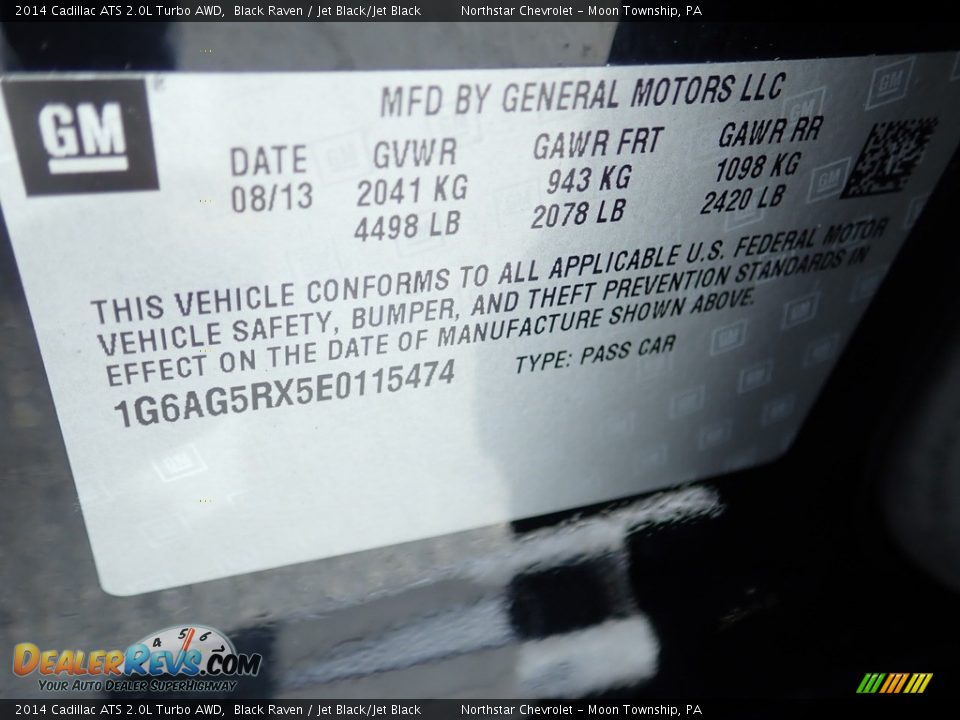 2014 Cadillac ATS 2.0L Turbo AWD, Black Raven / Jet Black/Jet Black Northstar Chevrolet - Moon Township, PA
GM
MFD BY GENERAL MOTORS LLC
DATE GVWR GAWR FRT GAWR RR
08/13 2041 KG 943 KG 1098 KG
4498 LB 2078 LB 2420 LB
THIS VEHICLE CONFORMS TO ALL APPLICABLE U.S. FEDERAL MOTOR
VEHICLE SAFETY, BUMPER, AND THEFT PREVENTION STANDARDS IN
EFFECT ON THE DATE OF MANUFACTURE SHOWN ABOVE.
1G6AG5RX5E0115474 TYPE: PASS CAR
4 5 6 7
DEALERREVS.COM
YOUR AUTO DEALER SUPERHIGHWAY
2014 Cadillac ATS 2.0L Turbo AWD, Black Raven / Jet Black/Jet Black Northstar Chevrolet - Moon Township, PA